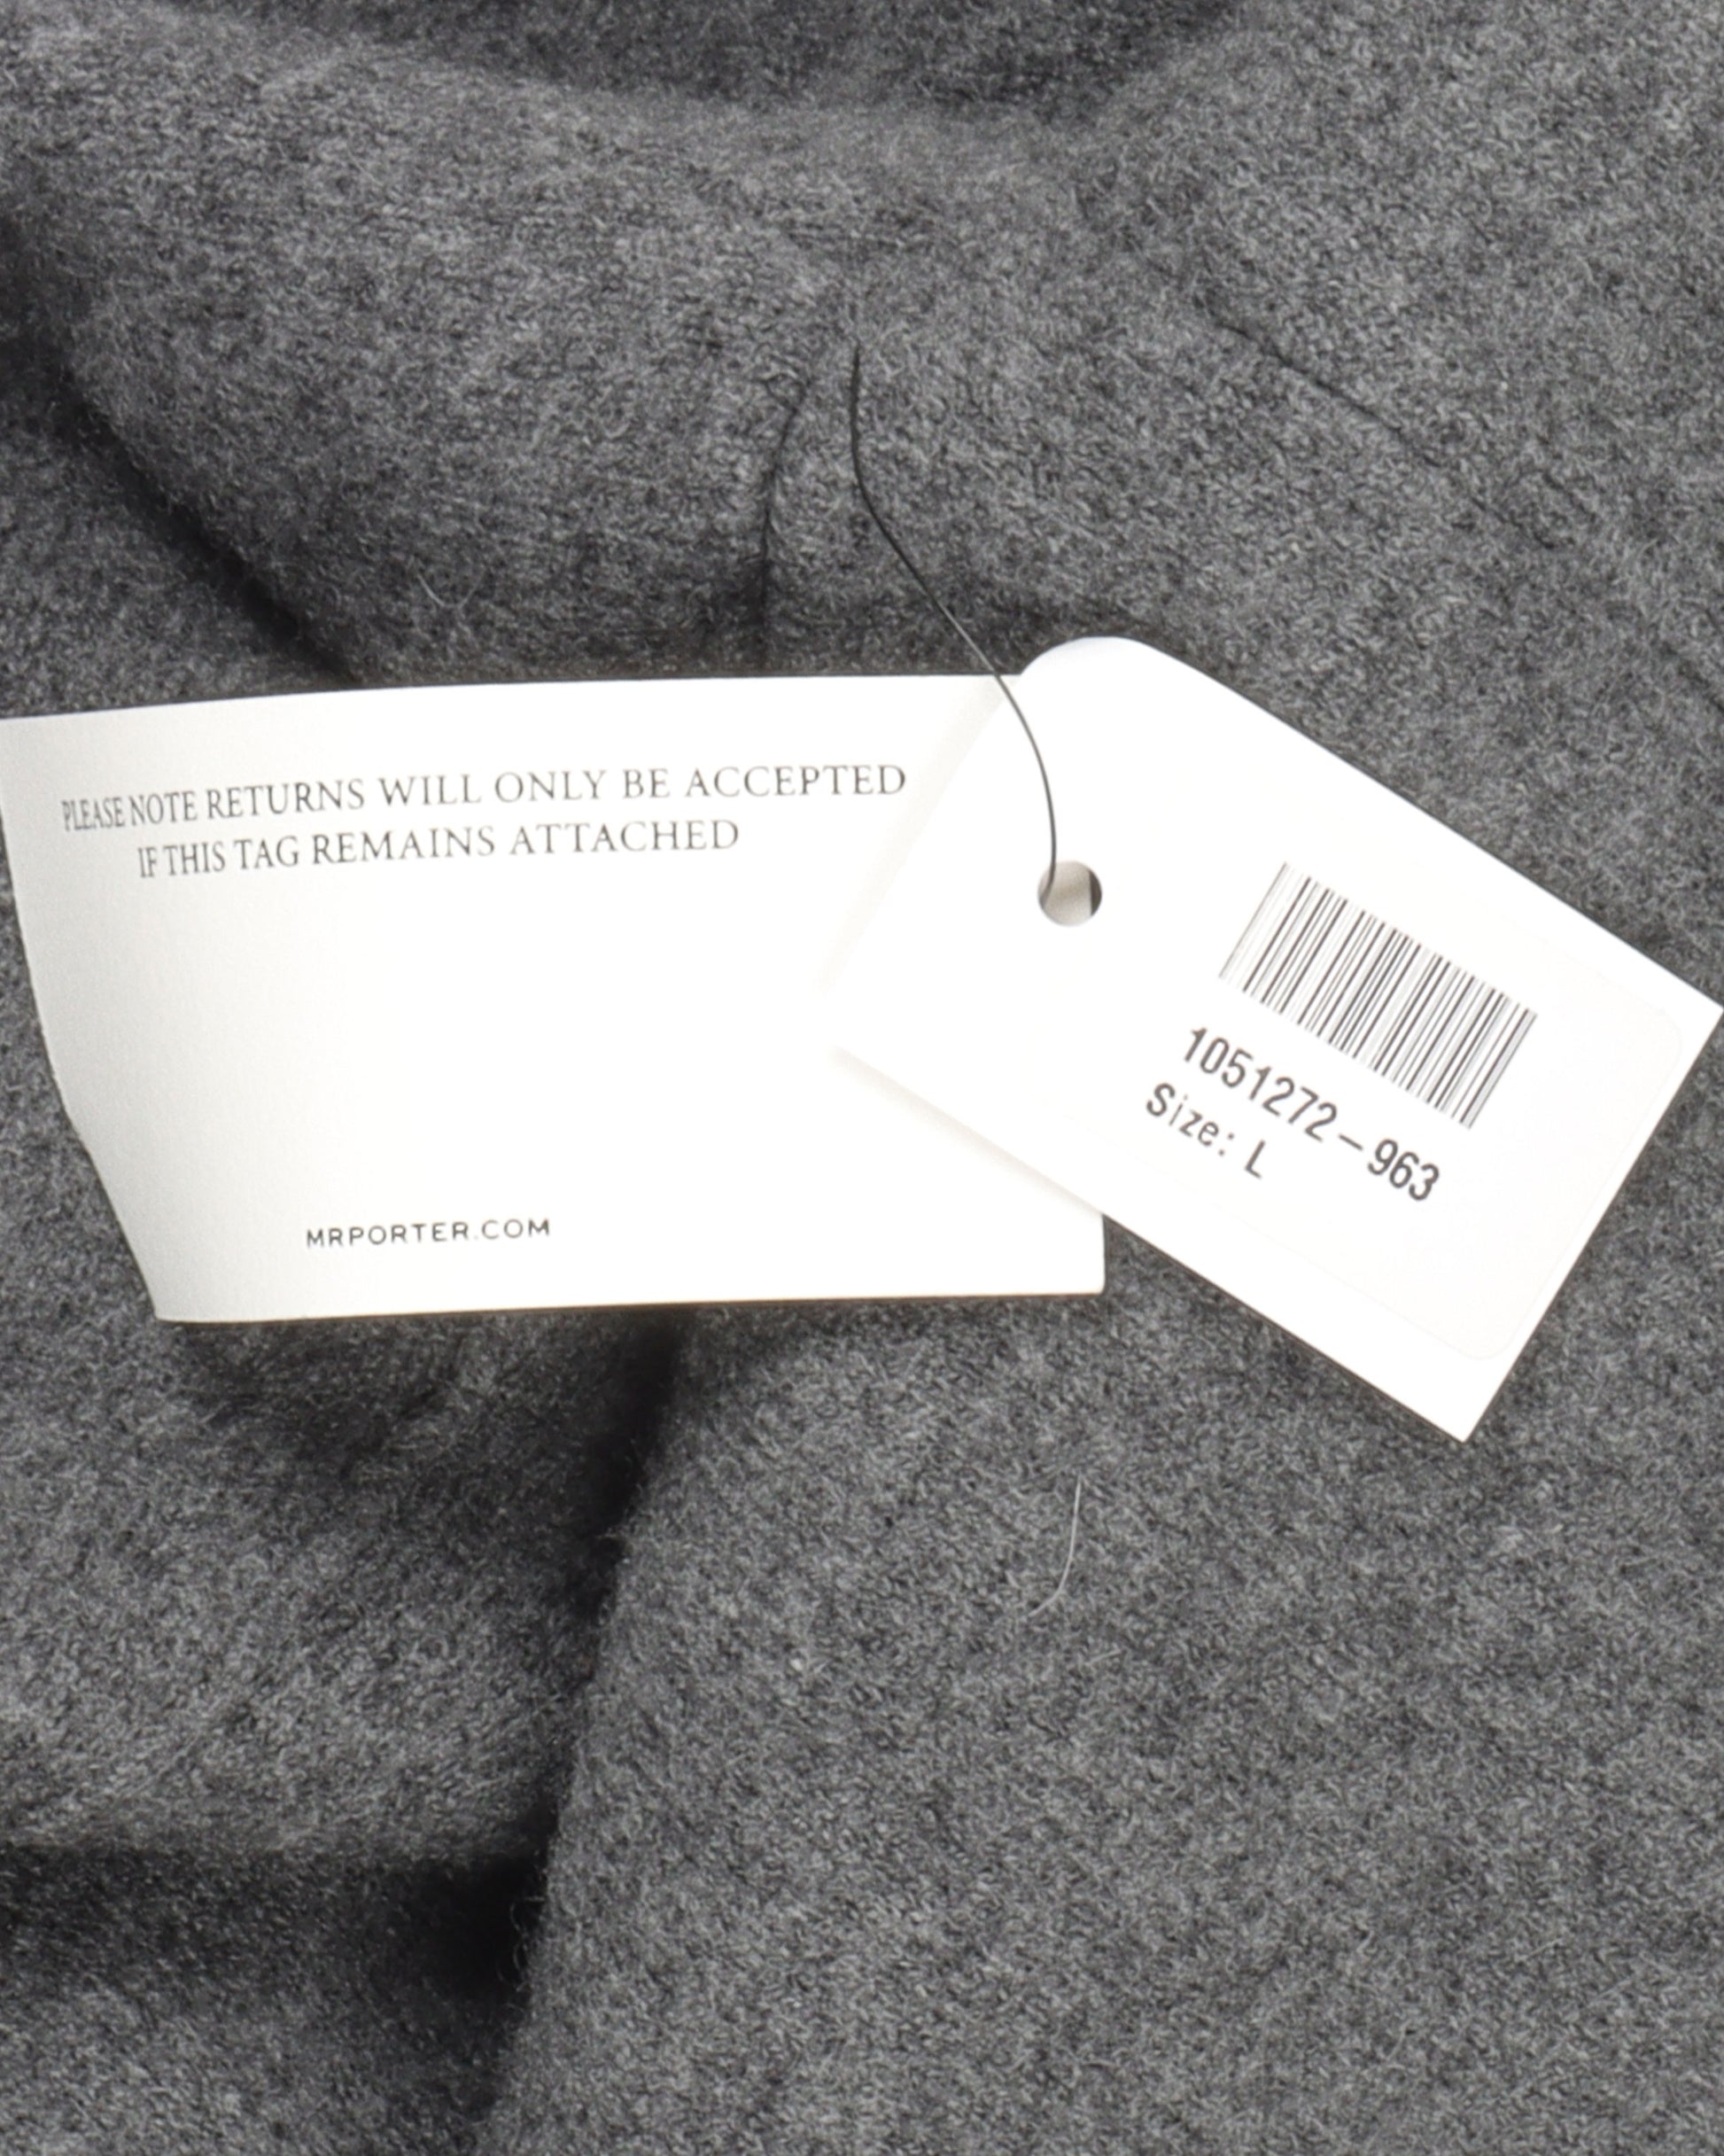 PLEASE NOTE RETURNS WILL ONLY BE ACCEPTED
IF THIS TAG REMAINS ATTACHED
MRPORTER.COM
1051272-963
Size: L